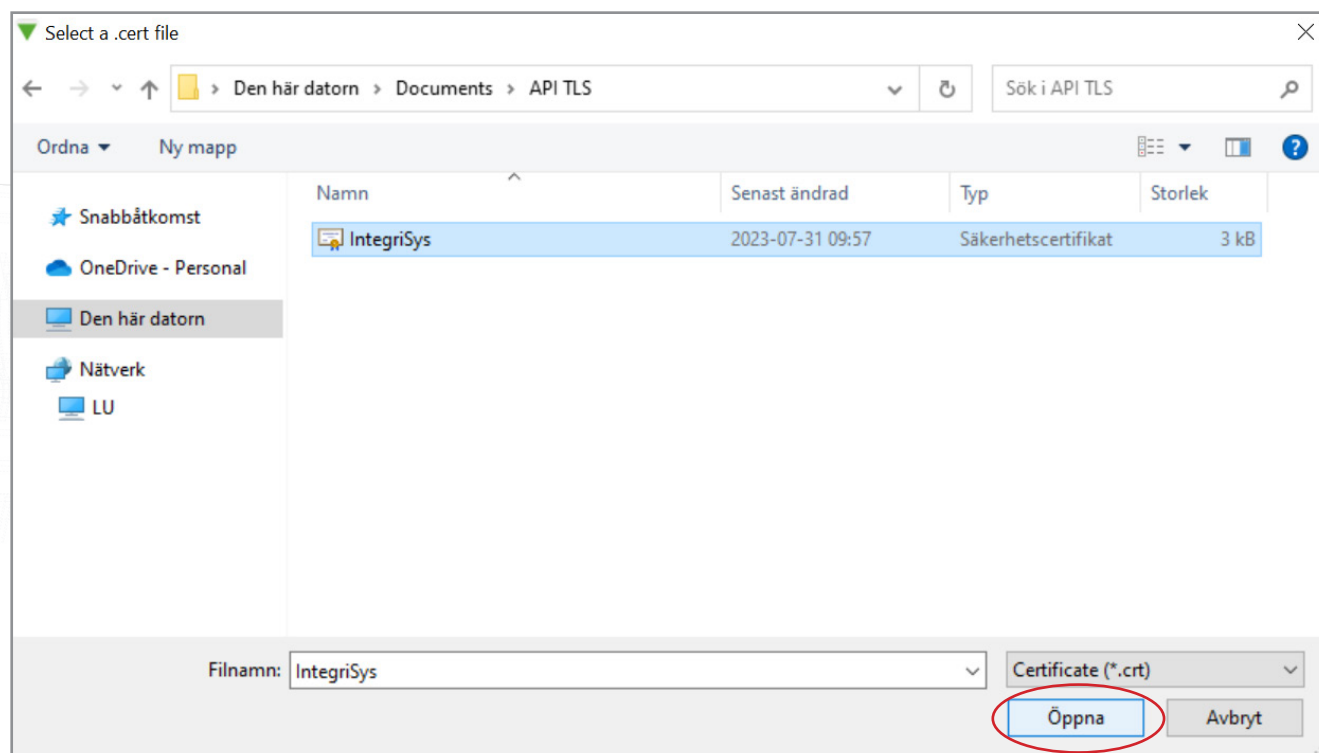 Select a .cert file
Den här datorn > Documents > API TLS
Sök i API TLS
Ordna Ny mapp
?
Namn Senast ändrad Typ Storlek
Snabbåtkomst
IntegriSys 2023-07-31 09:57 Säkerhetscertifikat 3 kB
OneDrive - Personal
Den här datorn
Nätverk
LU
Filnamn: IntegriSys Certificate (*.crt)
Öppna Avbryt